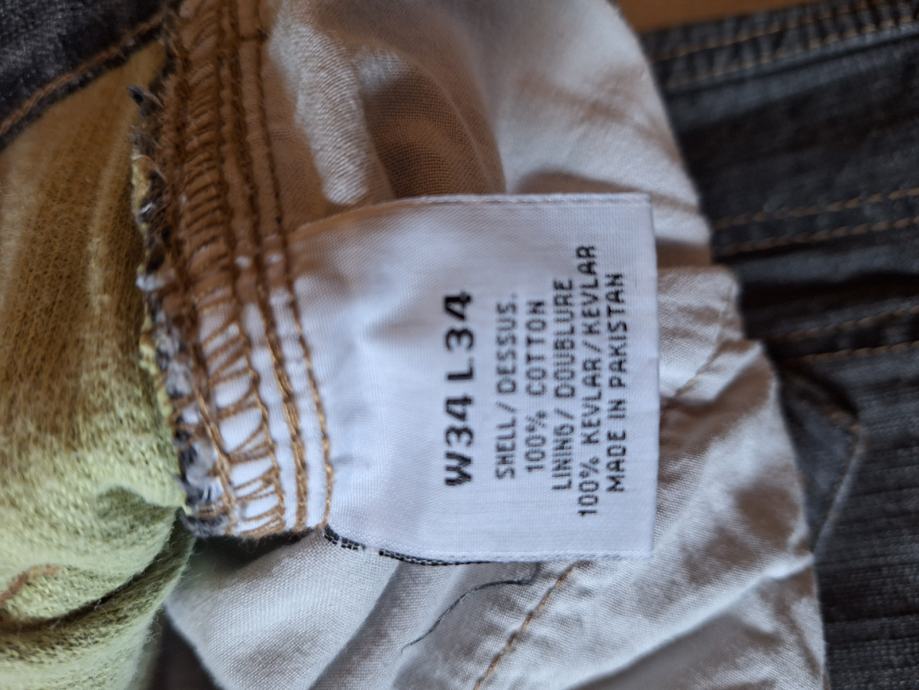 W34 L34
SHELL/ DESSUS.
100% COTTON
LINING/ DOUBLURE
100% KEVLAR/KEVLAR
MADE IN PAKISTAN